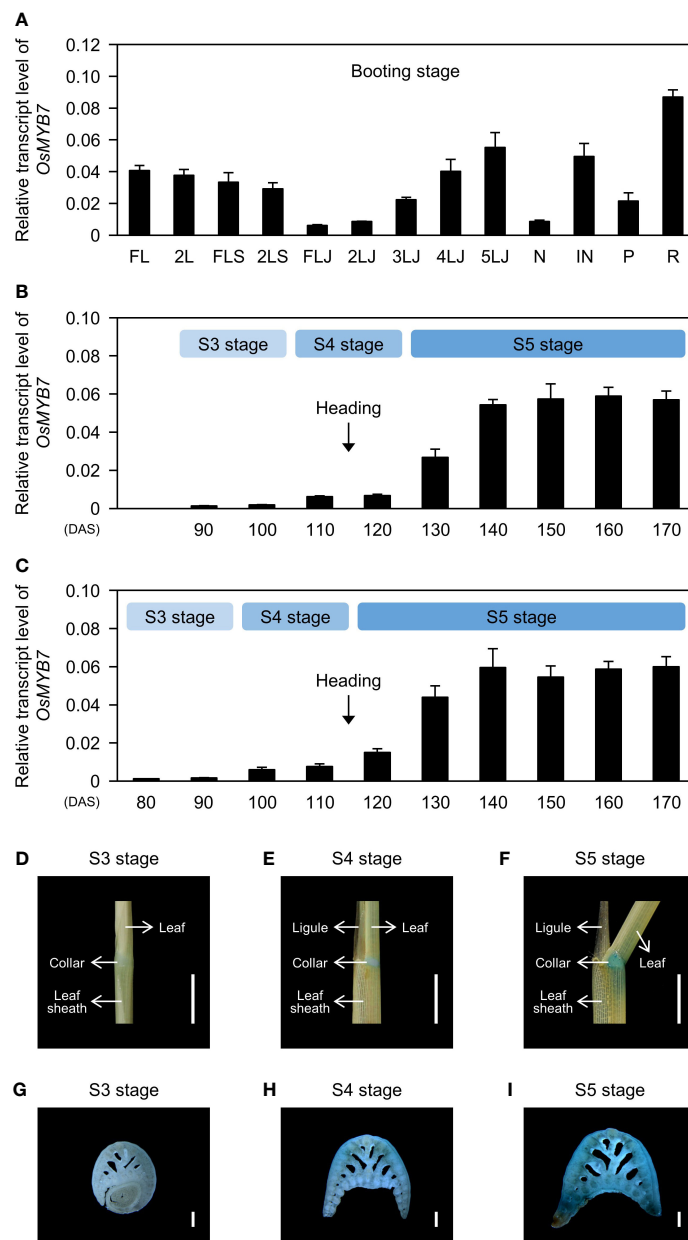 A
Relative transcript level of
OsMYB7
0.12
0.10
0.08
0.06
0.04
0.02
0
Booting stage
FL 2L FLS 2LS FLJ 2LJ 3LJ 4LJ 5LJ N IN P R
B
Relative transcript level of
OsMYB7
0.10
0.08
0.06
0.04
0.02
0
S3 stage S4 stage S5 stage
Heading
(DAS) 90 100 110 120 130 140 150 160 170
C
Relative transcript level of
OsMYB7
0.10
0.08
0.06
0.04
0.02
0
S3 stage S4 stage S5 stage
Heading
(DAS) 80 90 100 110 120 130 140 150 160 170
D S3 stage
Leaf
Collar
Leaf
sheath
E S4 stage
Ligule Leaf
Collar
Leaf
sheath
F S5 stage
Ligule
Collar Leaf
Leaf
sheath
G S3 stage
H S4 stage
I S5 stage